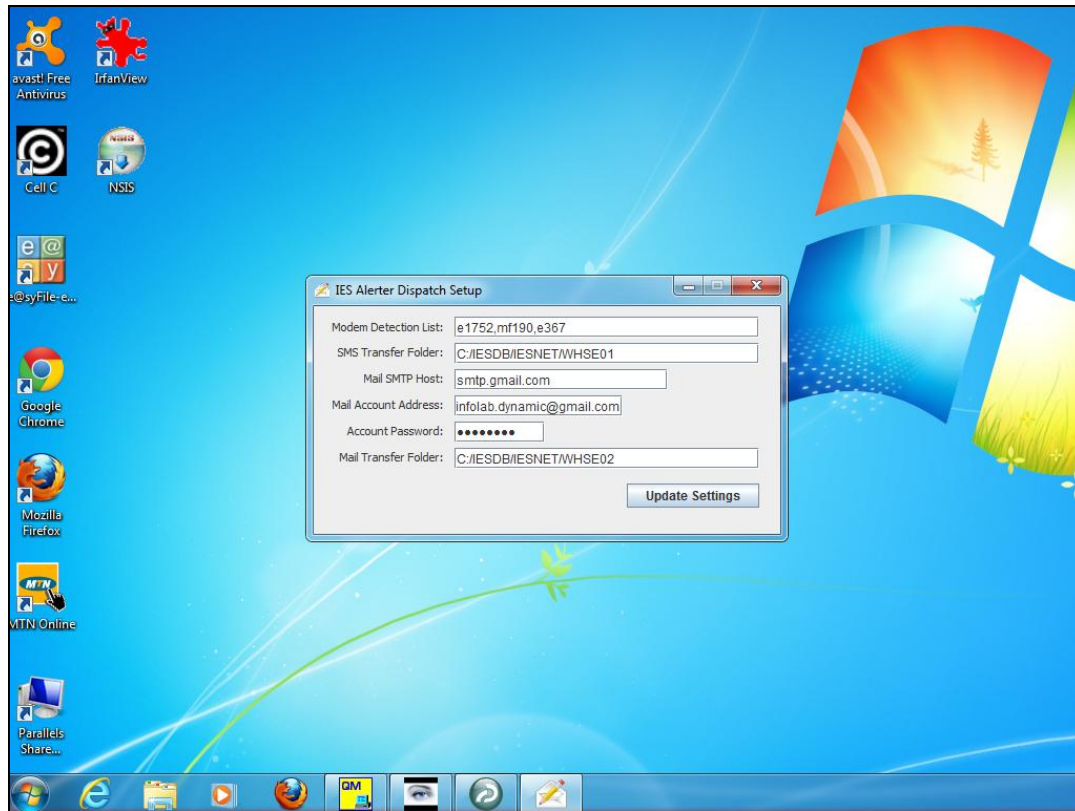 avast! Free
Antivirus
IrfanView
NSIS
Cell C
NSIS
e @
y
MTN
e@syFile-e...
Google
Chrome
Mozilla
Firefox
MTN Online
Parallels
Share...
IES Alerter Dispatch Setup
Modem Detection List: e1752,mf190,e367
SMS Transfer Folder: C:/IESDB/IESNET/WHSE01
Mail SMTP Host: smtp.gmail.com
Mail Account Address: infolab.dynamic@gmail.com
Account Password: ●●●●●●●●
Mail Transfer Folder: C:/IESDB/IESNET/WHSE02
Update Settings
QM